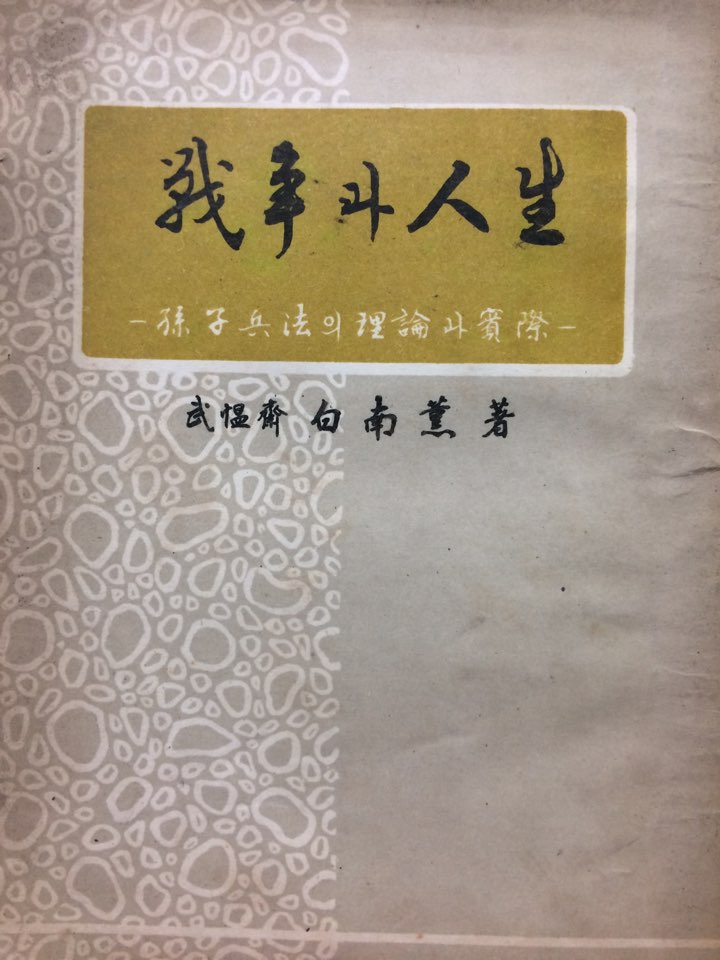 戦争과人生
-孫子兵法의理論과實際-
武愠齋 白南薰 著